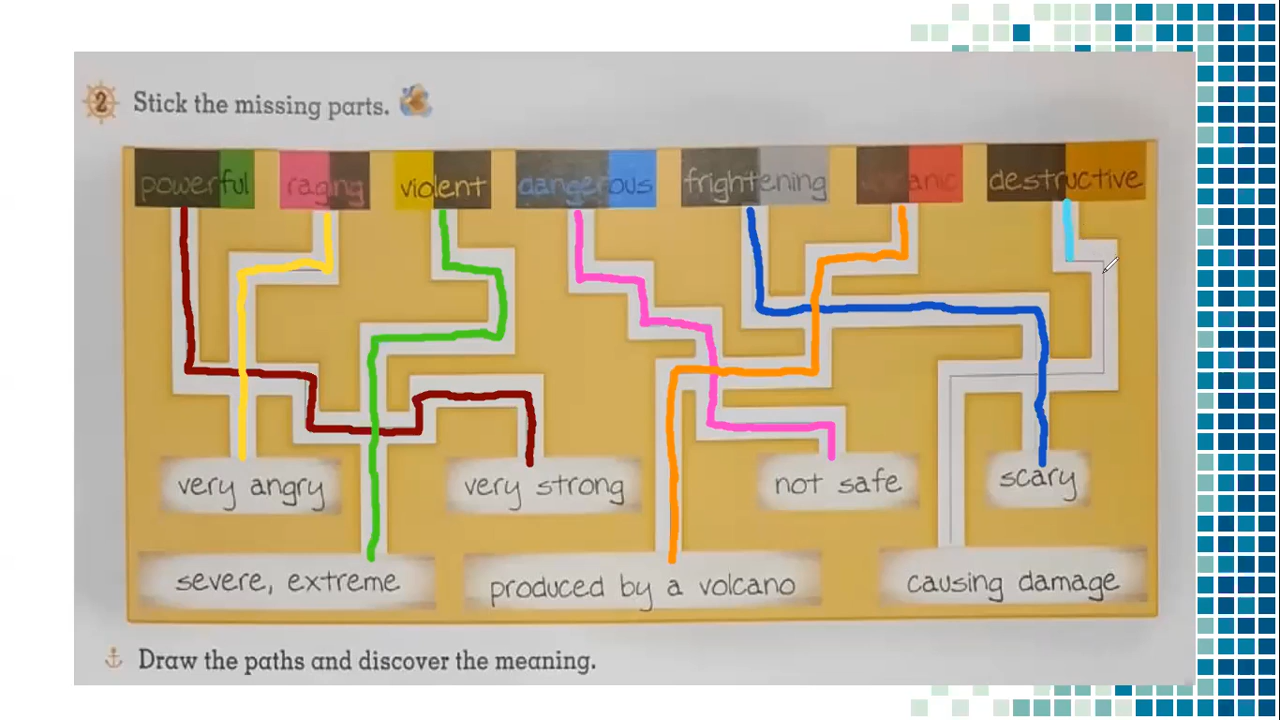 2 Stick the missing parts.
powerful raging violent dangerous frightening destructive
very angry very strong not safe scary
severe, extreme produced by a volcano causing damage
Draw the paths and discover the meaning.